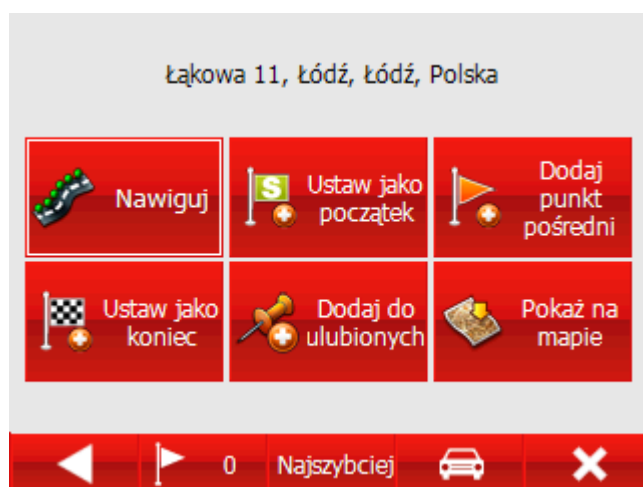 Łąkowa 11, Łódź, Łódź, Polska
Nawiguj
S
Ustaw jako
początek
Dodaj
punkt
pośredni
Ustaw jako
koniec
Dodaj do
ulubionych
Pokaż na
mapie
0
Najszybciej